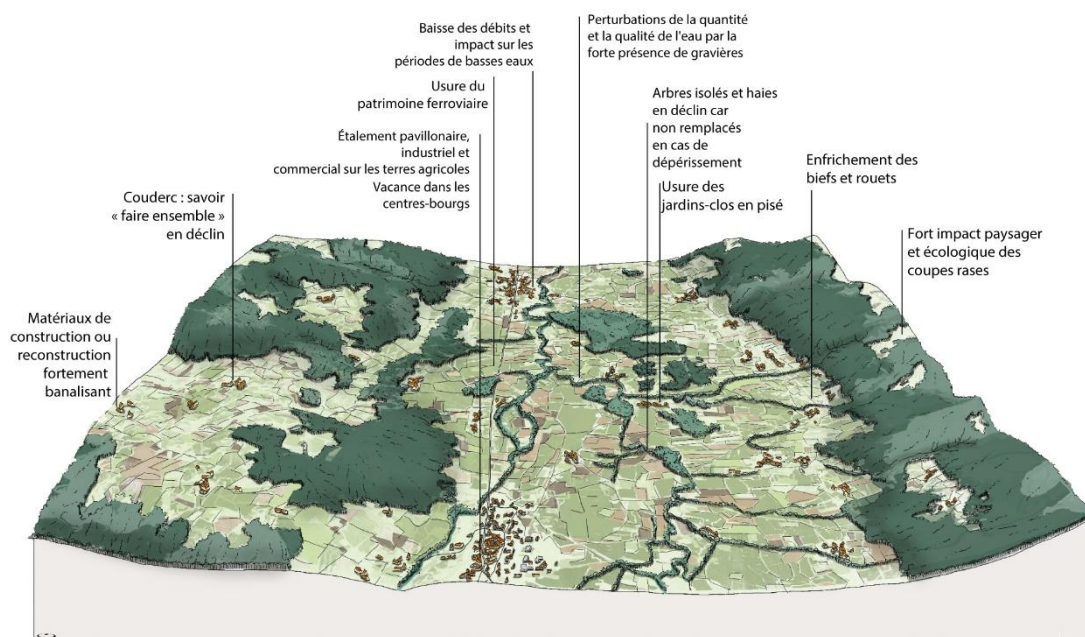 Baisse des débits et
impact sur les
périodes de basses eaux
Perturbations de la quantité
et la qualité de l'eau par la
forte présence de gravières
Usure du
patrimoine ferroviaire
Arbres isolés et haies
en déclin car
non remplacés
en cas de
dépérissement
Étalement pavillonaire,
industriel et
commercial sur les terres agricoles
Vacance dans les
centres-bourgs
Enfrichement des
biefs et rouets
Couderc : savoir
« faire ensemble »
en déclin
Usure des
jardins-clos en pisé
Fort impact paysager
et écologique des
coupes rases
Matériaux de
construction ou
reconstruction
fortement
banalisant